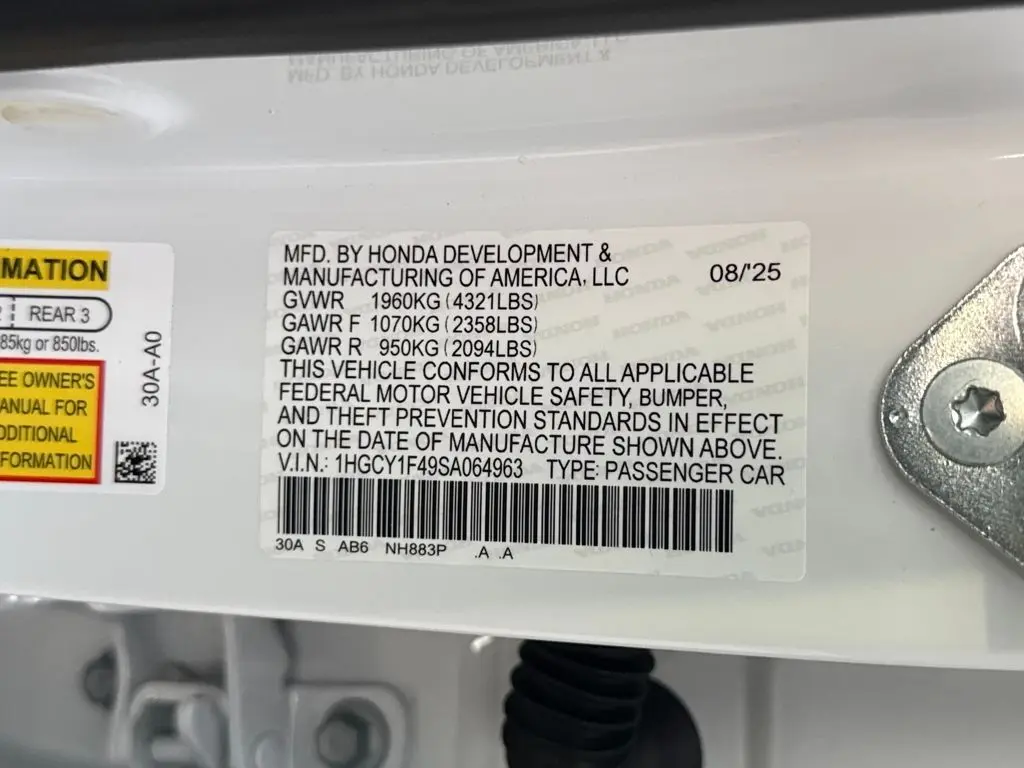 MATION
REAR 3
85kg or 850lbs.
EE OWNER'S
ANUAL FOR
DDITIONAL
FORMATION
30A-A0
MFD. BY HONDA DEVELOPMENT &
MANUFACTURING OF AMERICA, LLC 08/'25
GVWR 1960KG (4321LBS)
GAWR F 1070KG (2358LBS)
GAWR R 950KG (2094LBS)
THIS VEHICLE CONFORMS TO ALL APPLICABLE
FEDERAL MOTOR VEHICLE SAFETY, BUMPER,
AND THEFT PREVENTION STANDARDS IN EFFECT
ON THE DATE OF MANUFACTURE SHOWN ABOVE.
V.I.N.: 1HGCY1F49SA064963 TYPE: PASSENGER CAR
30A S AB6 NH883P .A .A